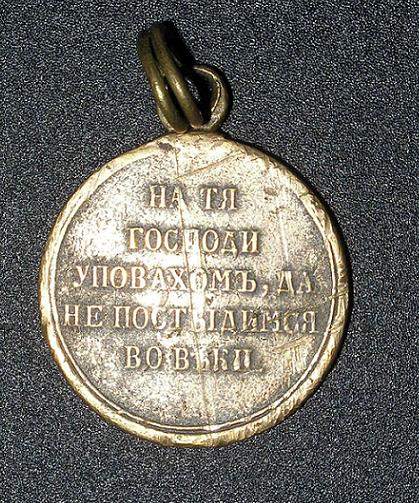 НА ТЯ
ГОСПОДИ
УПОВАХОМЪ, ДА
НЕ ПОСТЫДИМСЯ
ВО ВѢКИ.